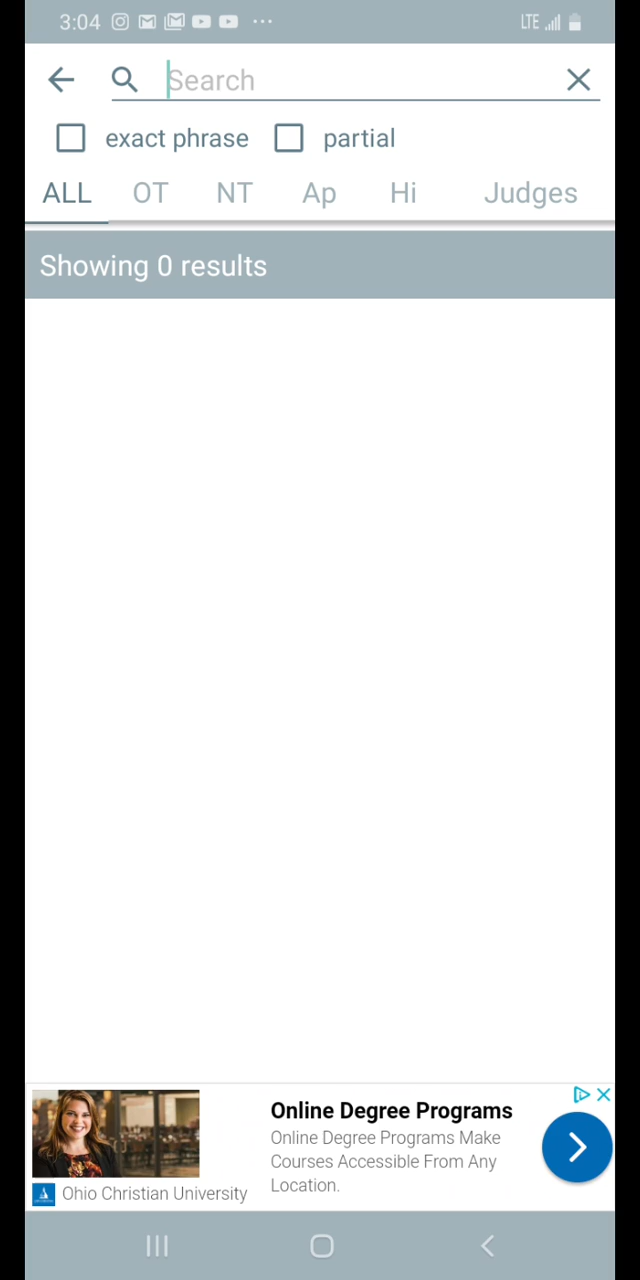 3:04 LTE
Search
exact phrase partial
ALL OT NT Ap Hi Judges
Showing 0 results
Online Degree Programs
Online Degree Programs Make
Courses Accessible From Any
Location.
Ohio Christian University